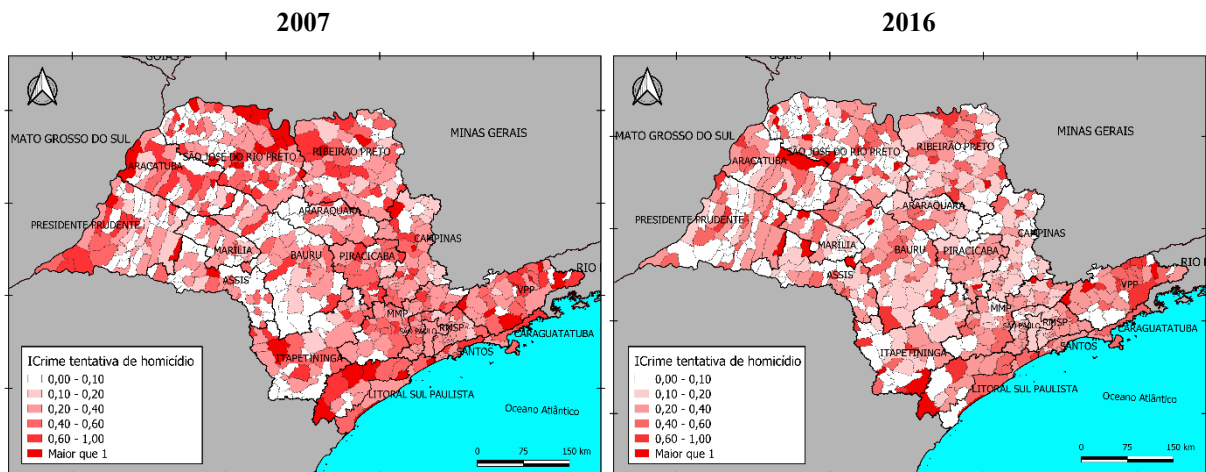 2007
GOIÁS
MATO GROSSO DO SUL
MINAS GERAIS
SÃO JOSÉ DO RIO PRETO
RIBEIRÃO PRETO
ARAÇATUBA
ARARAQUARA
PRESIDENTE PRUDENTE
CAMPINAS
MARÍLIA
BAURU
PIRACICABA
ASSIS
RIO
VPP
MMP
SÃO PAULO
RMSP
CARAGUATATUBA
SANTOS
ITAPETININGA
LITORAL SUL PAULISTA
Oceano Atlântico
ICrime tentativa de homicídio
0,00 - 0,10
0,10 - 0,20
0,20 - 0,40
0,40 - 0,60
0,60 - 1,00
Maior que 1
0 75 150 km
2016
GOIÁS
MATO GROSSO DO SUL
MINAS GERAIS
SÃO JOSÉ DO RIO PRETO
RIBEIRÃO PRETO
ARAÇATUBA
ARARAQUARA
PRESIDENTE PRUDENTE
CAMPINAS
MARÍLIA
BAURU
PIRACICABA
ASSIS
RIO
VPP
MMP
SÃO PAULO
RMSP
CARAGUATATUBA
SANTOS
ITAPETININGA
LITORAL SUL PAULISTA
Oceano Atlântico
ICrime tentativa de homicídio
0,00 - 0,10
0,10 - 0,20
0,20 - 0,40
0,40 - 0,60
0,60 - 1,00
Maior que 1
0 75 150 km